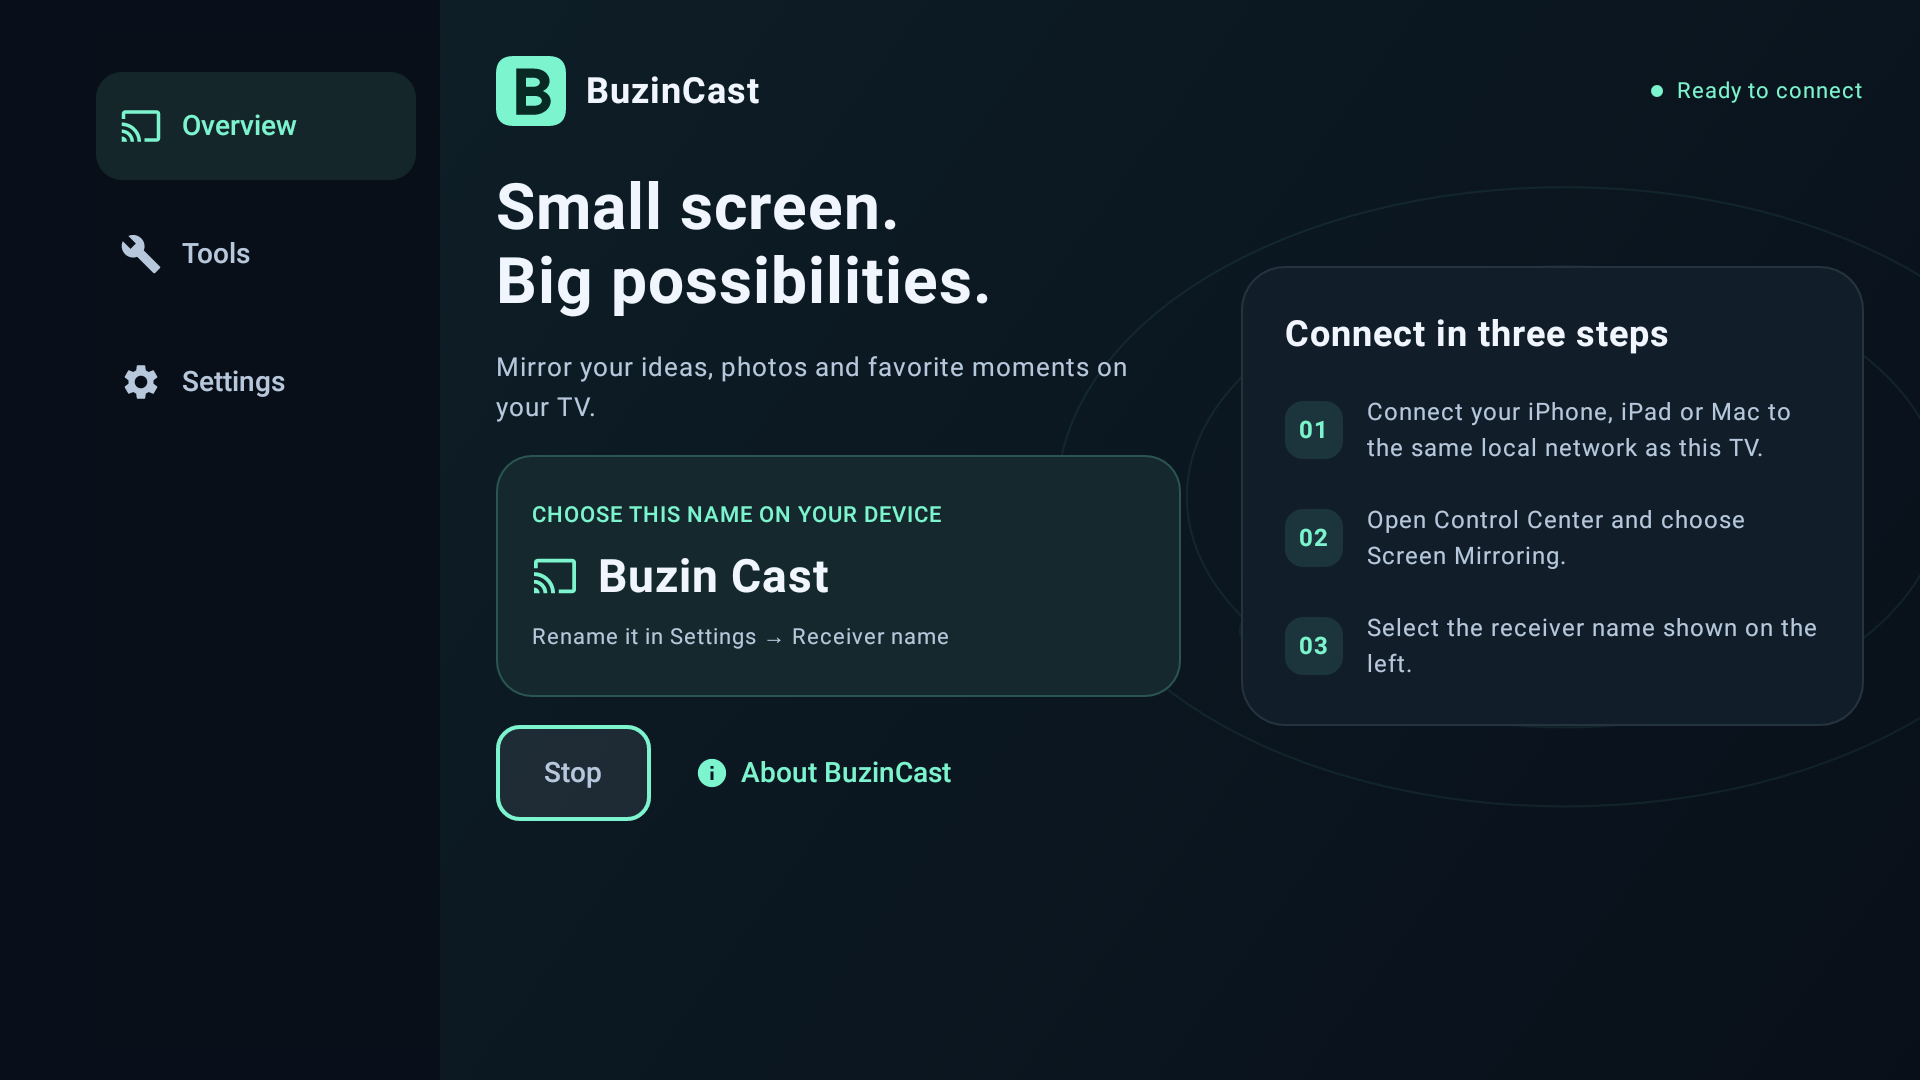 Overview
Tools
Settings
B
BuzinCast
Ready to connect
Small screen.
Big possibilities.
Mirror your ideas, photos and favorite moments on
your TV.
CHOOSE THIS NAME ON YOUR DEVICE
Buzin Cast
Rename it in Settings → Receiver name
Stop
About BuzinCast
Connect in three steps
01
Connect your iPhone, iPad or Mac to
the same local network as this TV.
02
Open Control Center and choose
Screen Mirroring.
03
Select the receiver name shown on the
left.